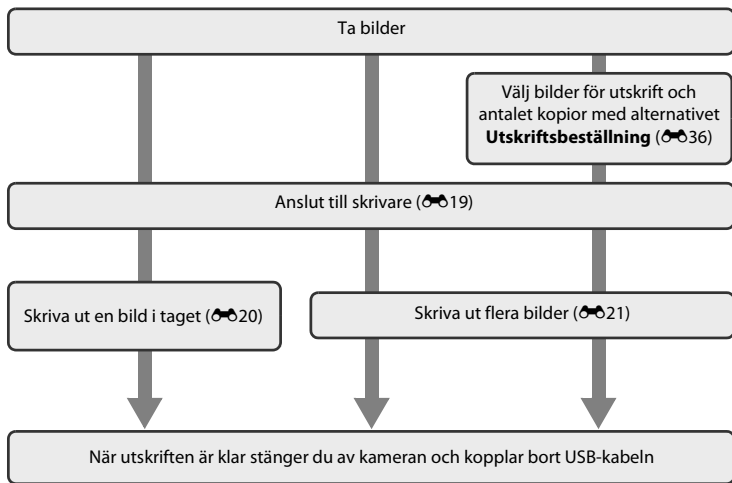 Ta bilder
Välj bilder för utskrift och
antalet kopior med alternativet
Utskriftsbeställning (36)
Anslut till skrivare (19)
Skriva ut en bild i taget (20)
Skriva ut flera bilder (21)
När utskriften är klar stänger du av kameran och kopplar bort USB-kabeln